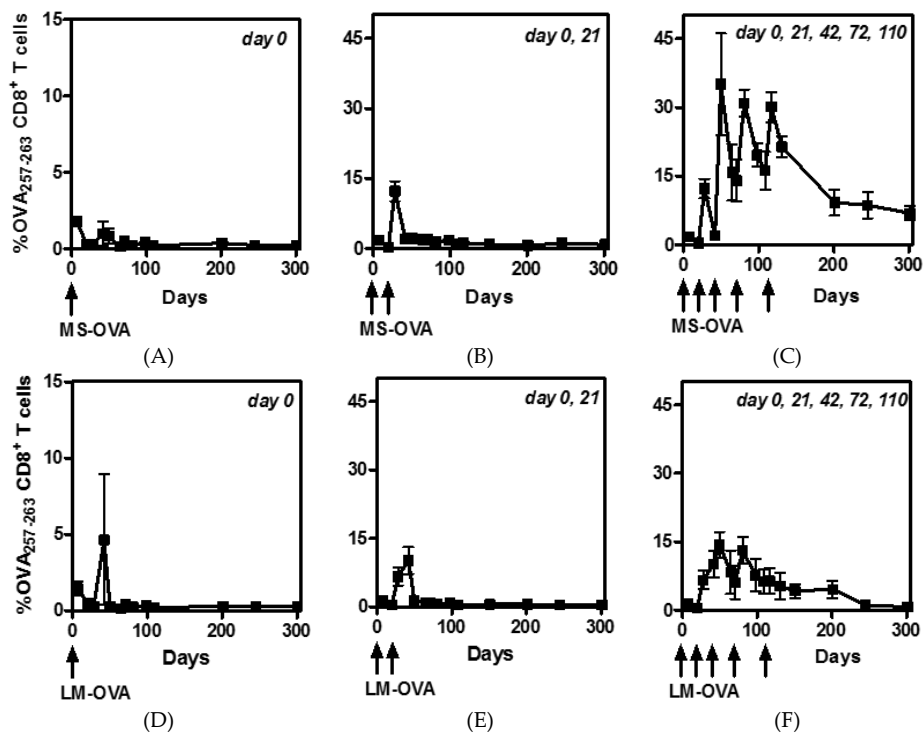 %OVA257-263 CD8+ T cells
15
10
5
0
day 0
0 100 200 300
Days
MS-OVA
(A)
45
30
15
0
day 0, 21
0 100 200 300
Days
MS-OVA
(B)
45
30
15
0
day 0, 21, 42, 72, 110
0 100 200 300
Days
MS-OVA
(C)
%OVA257-263 CD8+ T cells
15
10
5
0
day 0
0 100 200 300
Days
LM-OVA
(D)
45
30
15
0
day 0, 21
0 100 200 300
Days
LM-OVA
(E)
45
30
15
0
day 0, 21, 42, 72, 110
0 100 200 300
Days
LM-OVA
(F)